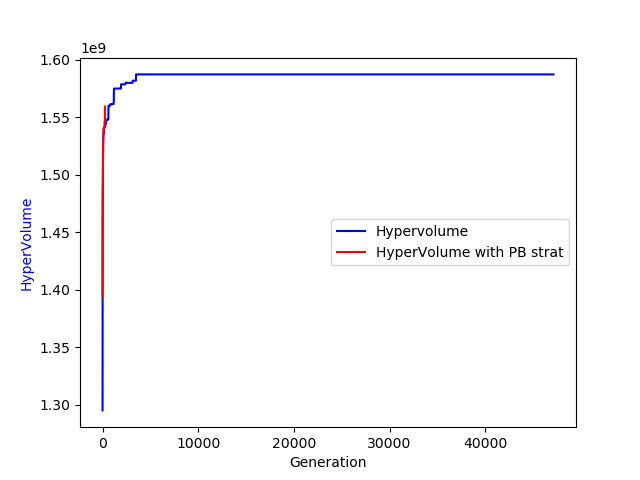 1e9
1.60
1.55
1.50
1.45
1.40
1.35
1.30
HyperVolume
Hypervolume
HyperVolume with PB strat
0 10000 20000 30000 40000
Generation